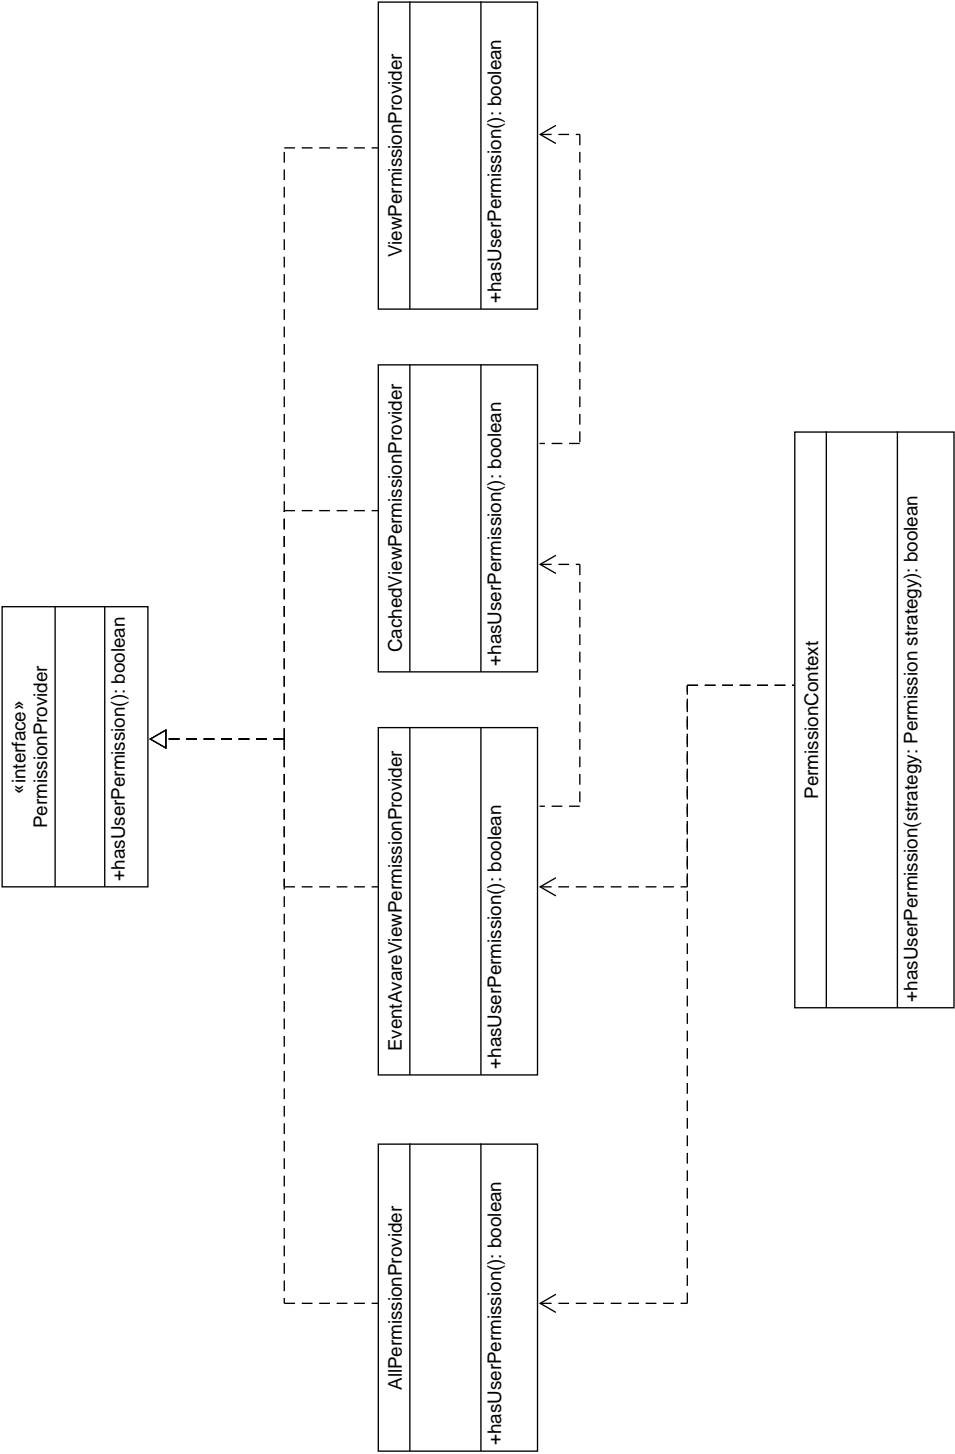 «interface»
PermissionProvider
+hasUserPermission(): boolean
AllPermissionProvider
+hasUserPermission(): boolean
EventAvareViewPermissionProvider
+hasUserPermission(): boolean
CachedViewPermissionProvider
+hasUserPermission(): boolean
ViewPermissionProvider
+hasUserPermission(): boolean
PermissionContext
+hasUserPermission(strategy: Permission strategy): boolean